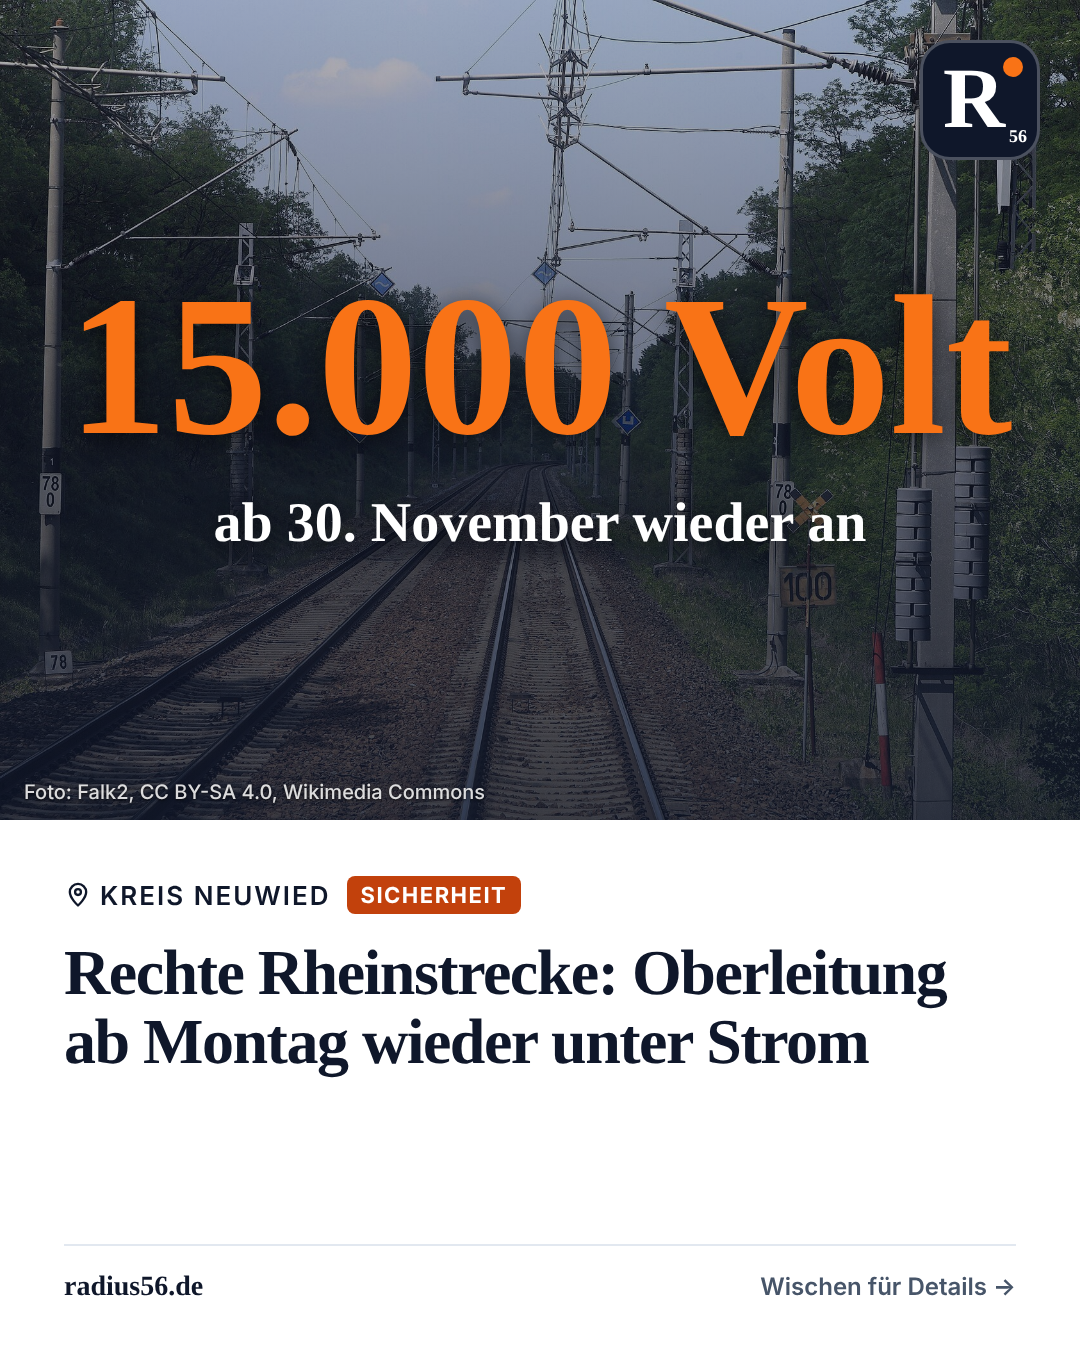 R
56
15.000 Volt
78
0
78
0
ab 30. November wieder an
100
78
Foto: Falk2, CC BY-SA 4.0, Wikimedia Commons
KREIS NEUWIED
SICHERHEIT
Rechte Rheinstrecke: Oberleitung
ab Montag wieder unter Strom
radius56.de
Wischen für Details →